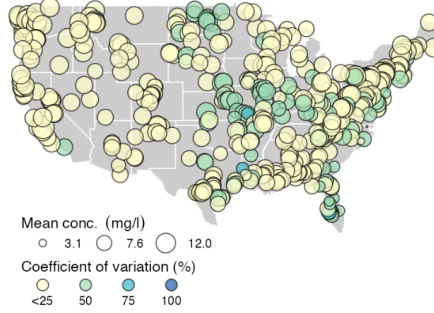 Mean conc. (mg/l)
3.1 7.6 12.0
Coefficient of variation (%)
<25 50 75 100